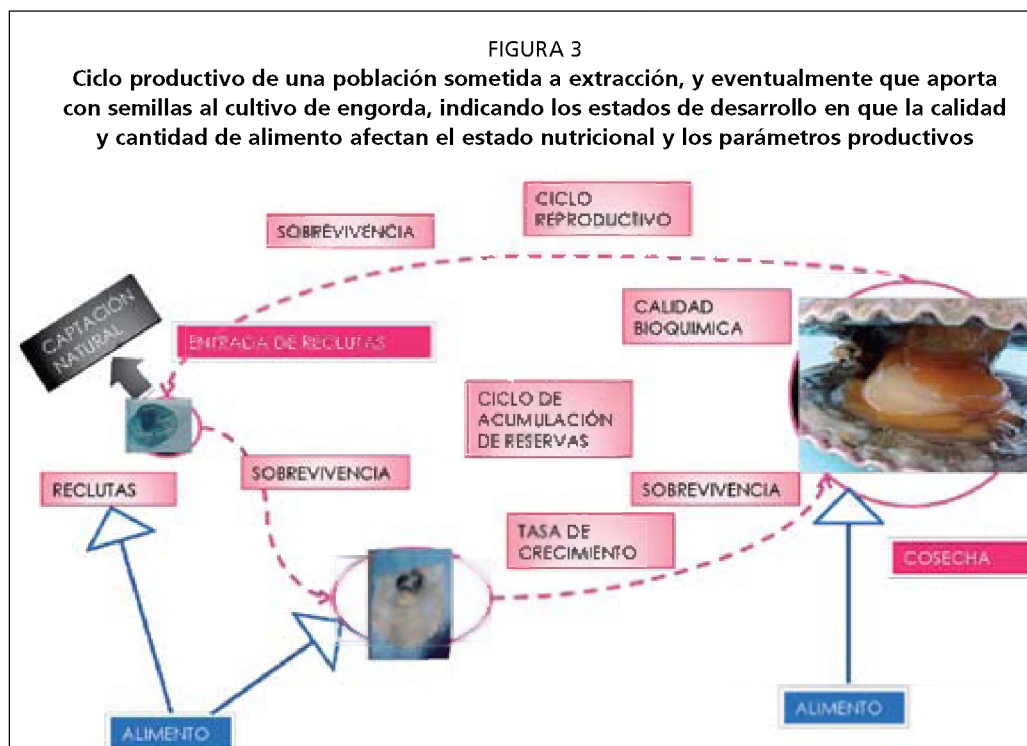 FIGURA 3
Ciclo productivo de una población sometida a extracción, y eventualmente que aporta
con semillas al cultivo de engorda, indicando los estados de desarrollo en que la calidad
y cantidad de alimento afectan el estado nutricional y los parámetros productivos
CICLO
REPRODUCTIVO
SOBREVIVENCIA
CAPTACIÓN
NATURAL
ENTRADA DE RECLUTAS
CALIDAD
BIOQUIMICA
CICLO DE
ACUMULACIÓN
DE RESERVAS
SOBREVIVENCIA
RECLUTAS
SOBREVIVENCIA
TASA DE
CRECIMIENTO
COSECHA
ALIMENTO
ALIMENTO